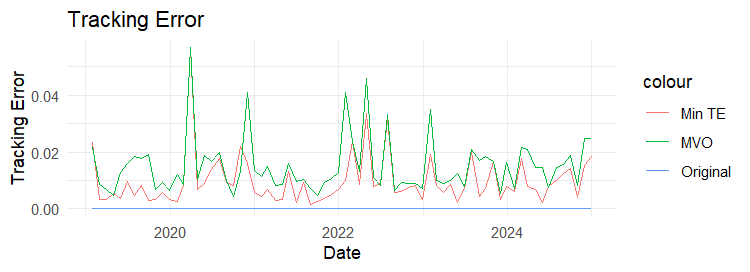 Tracking Error
Tracking Error
0.04
0.02
0.00
2020
2022
2024
Date
colour
Min TE
MVO
Original